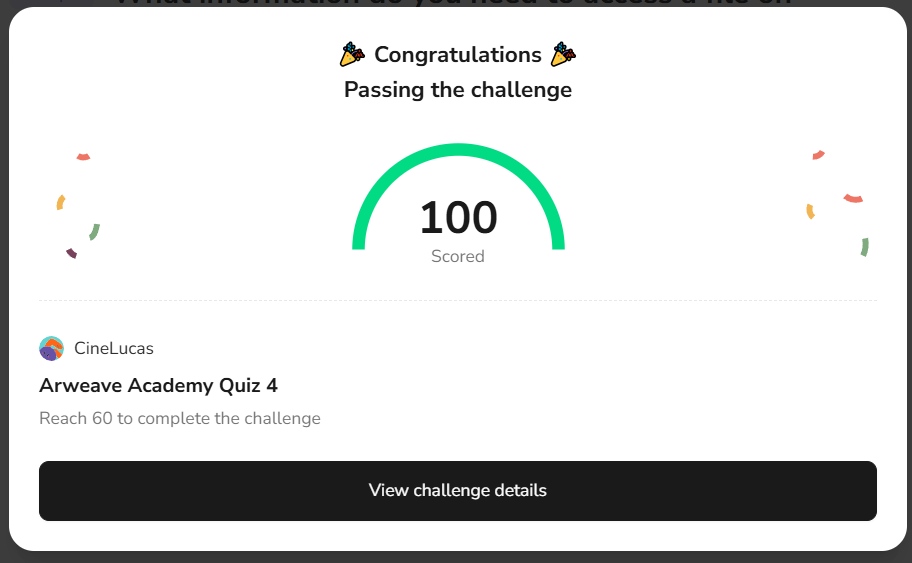 What information do you need to access a file on
🎉 Congratulations 🎉
Passing the challenge
100
Scored
CineLucas
Arweave Academy Quiz 4
Reach 60 to complete the challenge
View challenge details